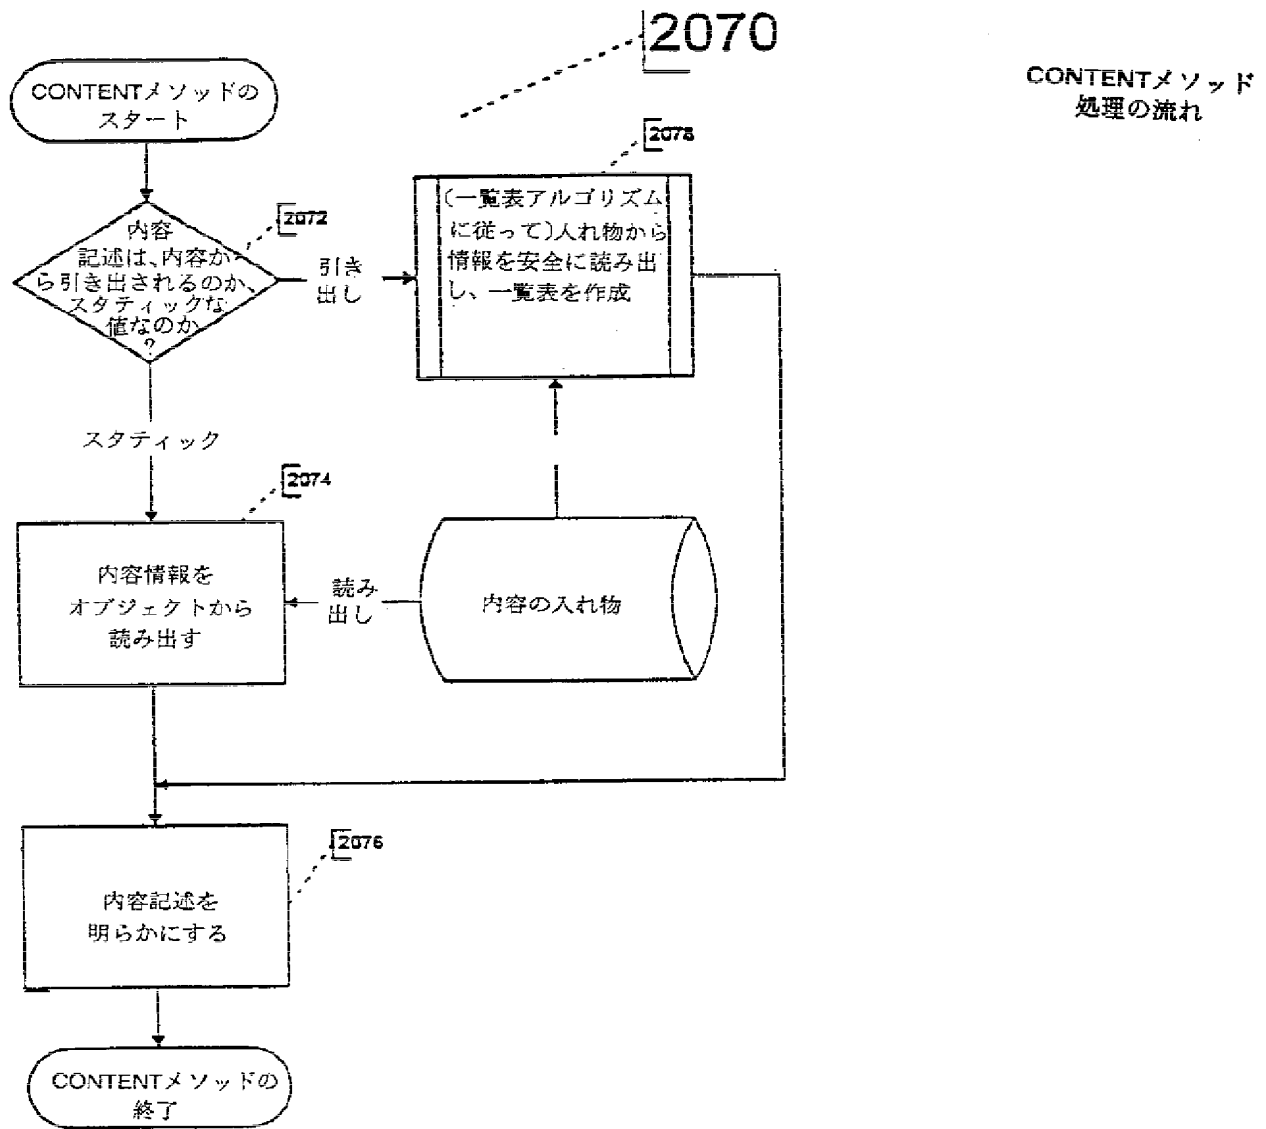 2070
CONTENTメソッド
処理の流れ
CONTENTメソッドの
スタート
2072
内容
記述は、内容か
ら引き出されるのか、
スタティックな
値なのか
?
引き
出し
2078
(一覧表アルゴリズム
に従って)入れ物から
情報を安全に読み出
し、一覧表を作成
スタティック
2074
内容情報を
オブジェクトから
読み出す
読み
出し
内容の入れ物
2076
内容記述を
明らかにする
CONTENTメソッドの
終了